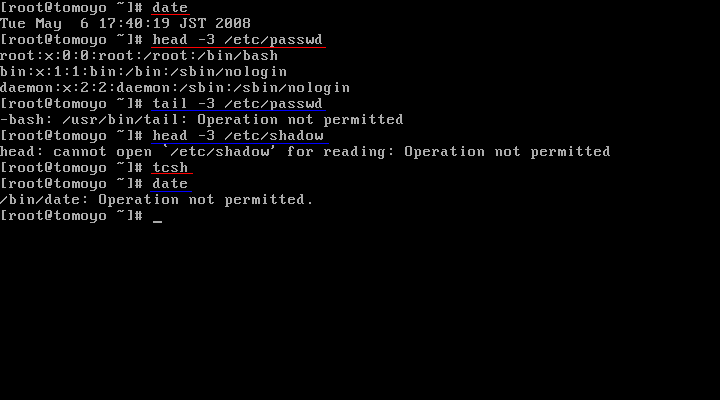 [root@tomoyo ~]# date
Tue May  6 17:40:19 JST 2008
[root@tomoyo ~]# head -3 /etc/passwd
root:x:0:0:root:/root:/bin/bash
bin:x:1:1:bin:/bin:/sbin/nologin
daemon:x:2:2:daemon:/sbin:/sbin/nologin
[root@tomoyo ~]# tail -3 /etc/passwd
-bash: /usr/bin/tail: Operation not permitted
[root@tomoyo ~]# head -3 /etc/shadow
head: cannot open `/etc/shadow' for reading: Operation not permitted
[root@tomoyo ~]# tcsh
[root@tomoyo ~]# date
/bin/date: Operation not permitted.
[root@tomoyo ~]# _